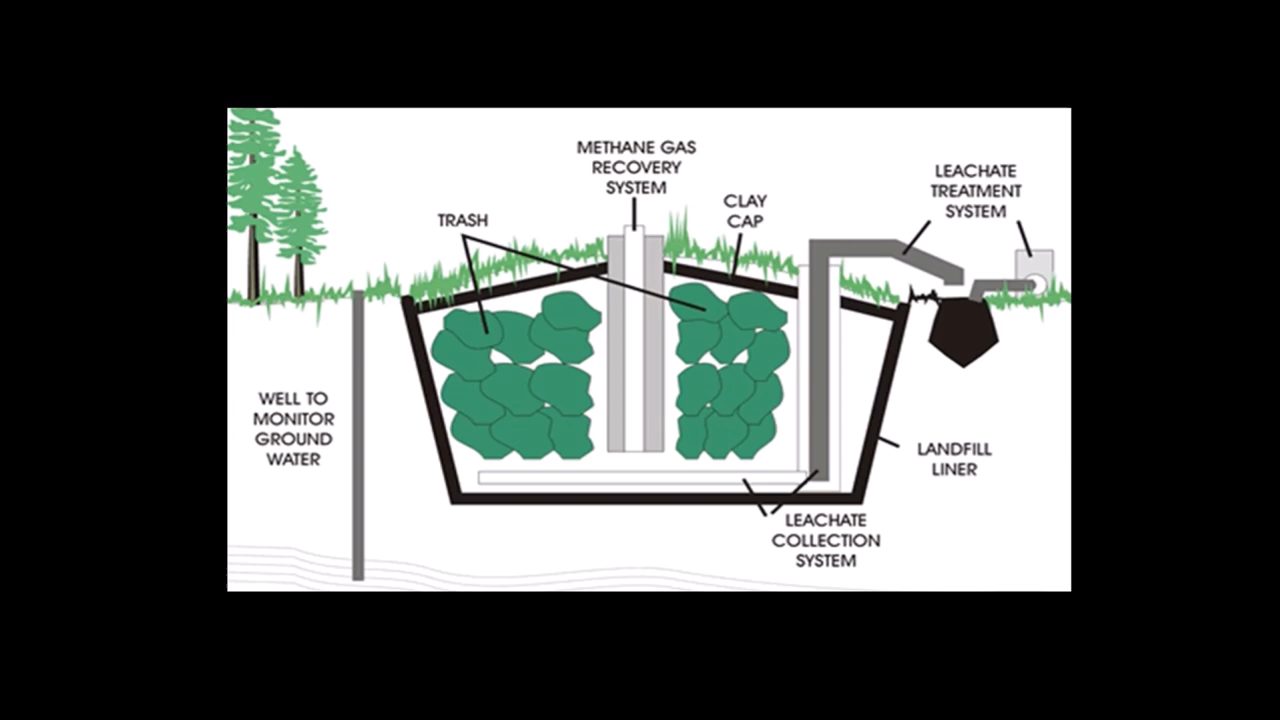 METHANE GAS
RECOVERY
SYSTEM
LEACHATE
TREATMENT
SYSTEM
CLAY
CAP
TRASH
WELL TO
MONITOR
GROUND
WATER
LANDFILL
LINER
LEACHATE
COLLECTION
SYSTEM